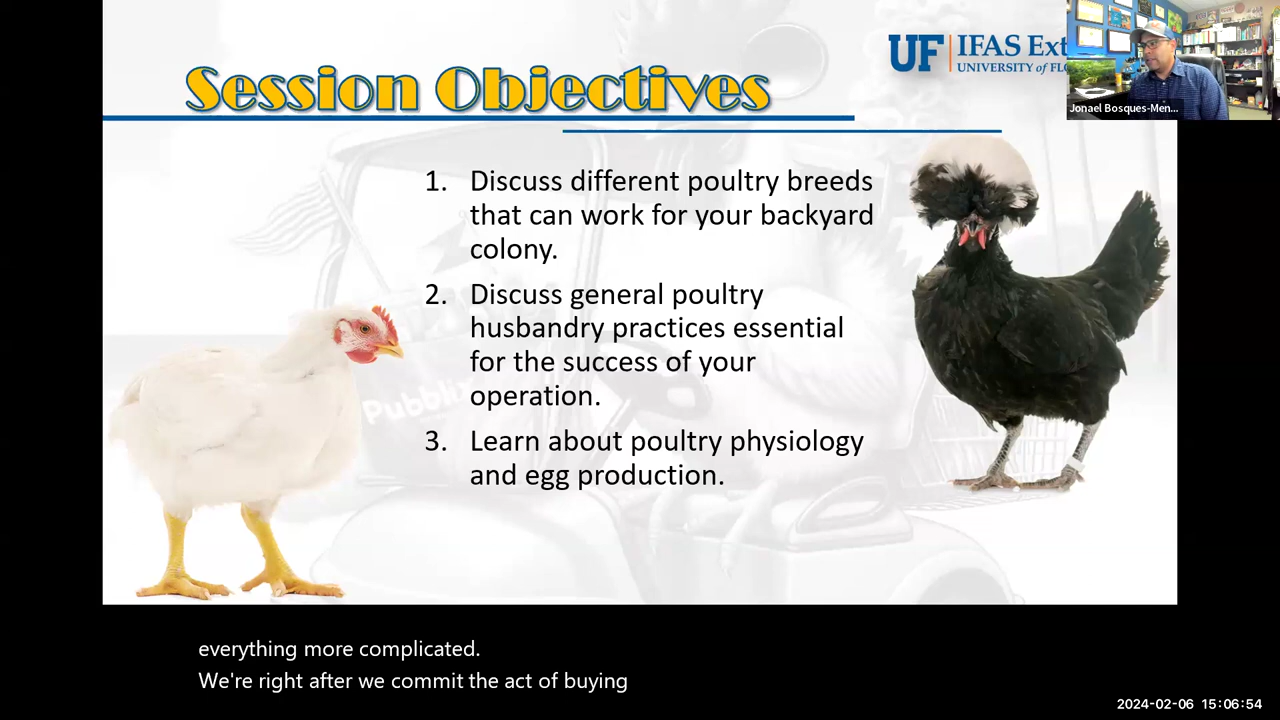 Session Objectives
UF IFAS Ext
UNIVERSITY of FLO
Jonael Bosques-Men...
1. Discuss different poultry breeds
that can work for your backyard
colony.
2. Discuss general poultry
husbandry practices essential
for the success of your
operation.
3. Learn about poultry physiology
and egg production.
Pubblix
everything more complicated.
We're right after we commit the act of buying
2024-02-06 15:06:54